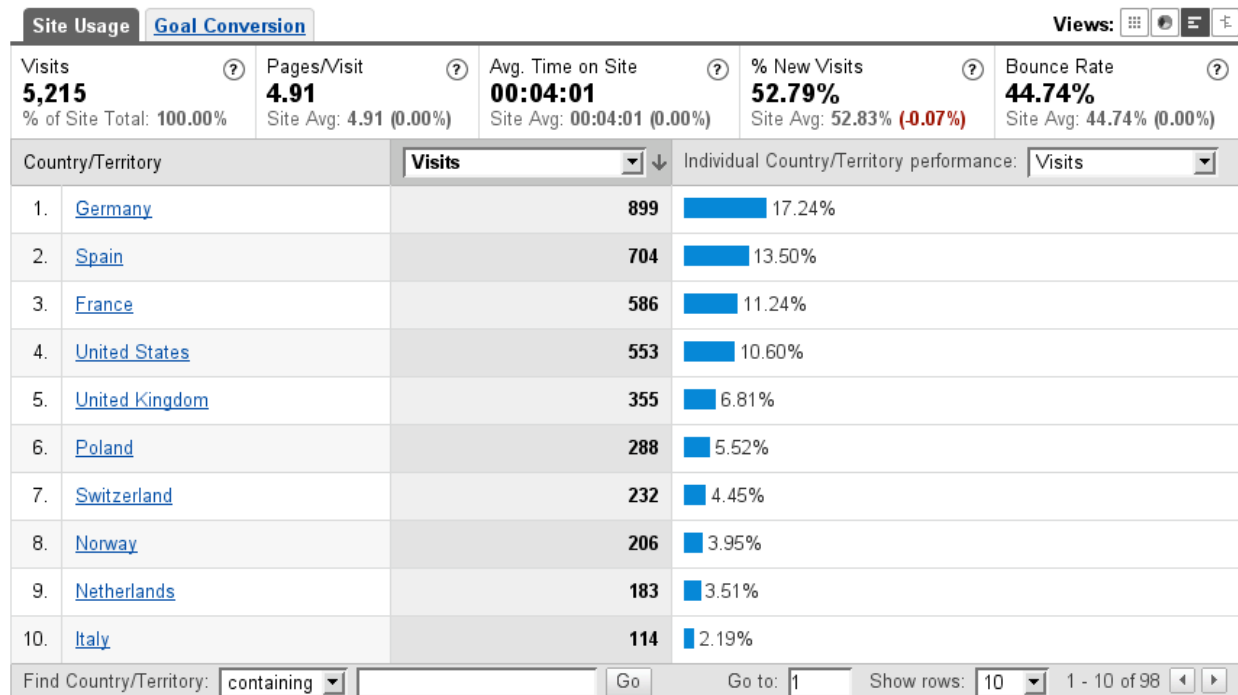 Site Usage Goal Conversion Views:
Visits ? Pages/Visit ? Avg. Time on Site ? % New Visits ? Bounce Rate ?
5,215 4.91 00:04:01 52.79% 44.74%
% of Site Total: 100.00% Site Avg: 4.91 (0.00%) Site Avg: 00:04:01 (0.00%) Site Avg: 52.83% (-0.07%) Site Avg: 44.74% (0.00%)
Country/Territory Visits Individual Country/Territory performance: Visits
1. Germany 899 17.24%
2. Spain 704 13.50%
3. France 586 11.24%
4. United States 553 10.60%
5. United Kingdom 355 6.81%
6. Poland 288 5.52%
7. Switzerland 232 4.45%
8. Norway 206 3.95%
9. Netherlands 183 3.51%
10. Italy 114 2.19%
Find Country/Territory: containing Go Go to: 1 Show rows: 10 1 - 10 of 98